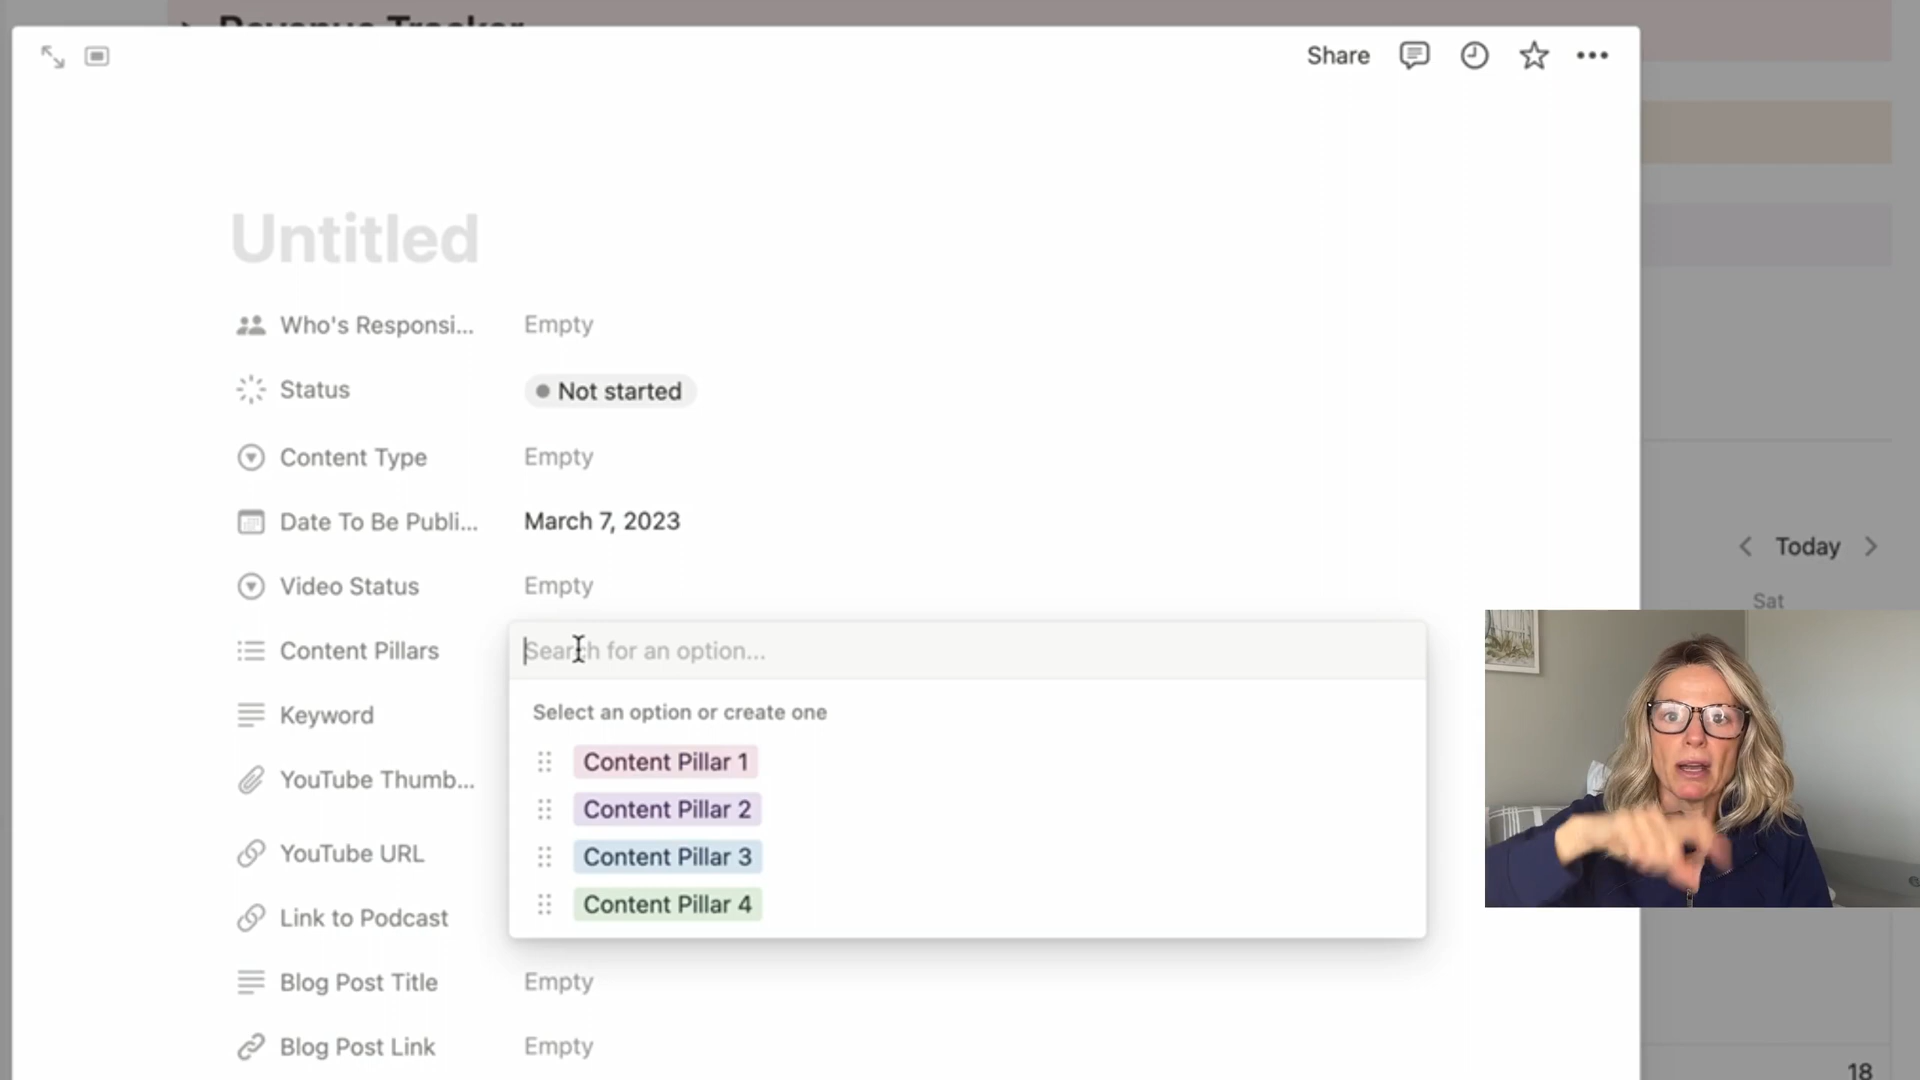 Revenue Tracker
Share
Untitled
Who's Responsi... Empty
Status Not started
Content Type Empty
Date To Be Publi... March 7, 2023
Today
Video Status Empty
Sat
Content Pillars Search for an option...
Select an option or create one
Keyword
Content Pillar 1
YouTube Thumb...
Content Pillar 2
YouTube URL
Content Pillar 3
Link to Podcast
Content Pillar 4
Blog Post Title Empty
Blog Post Link Empty
18